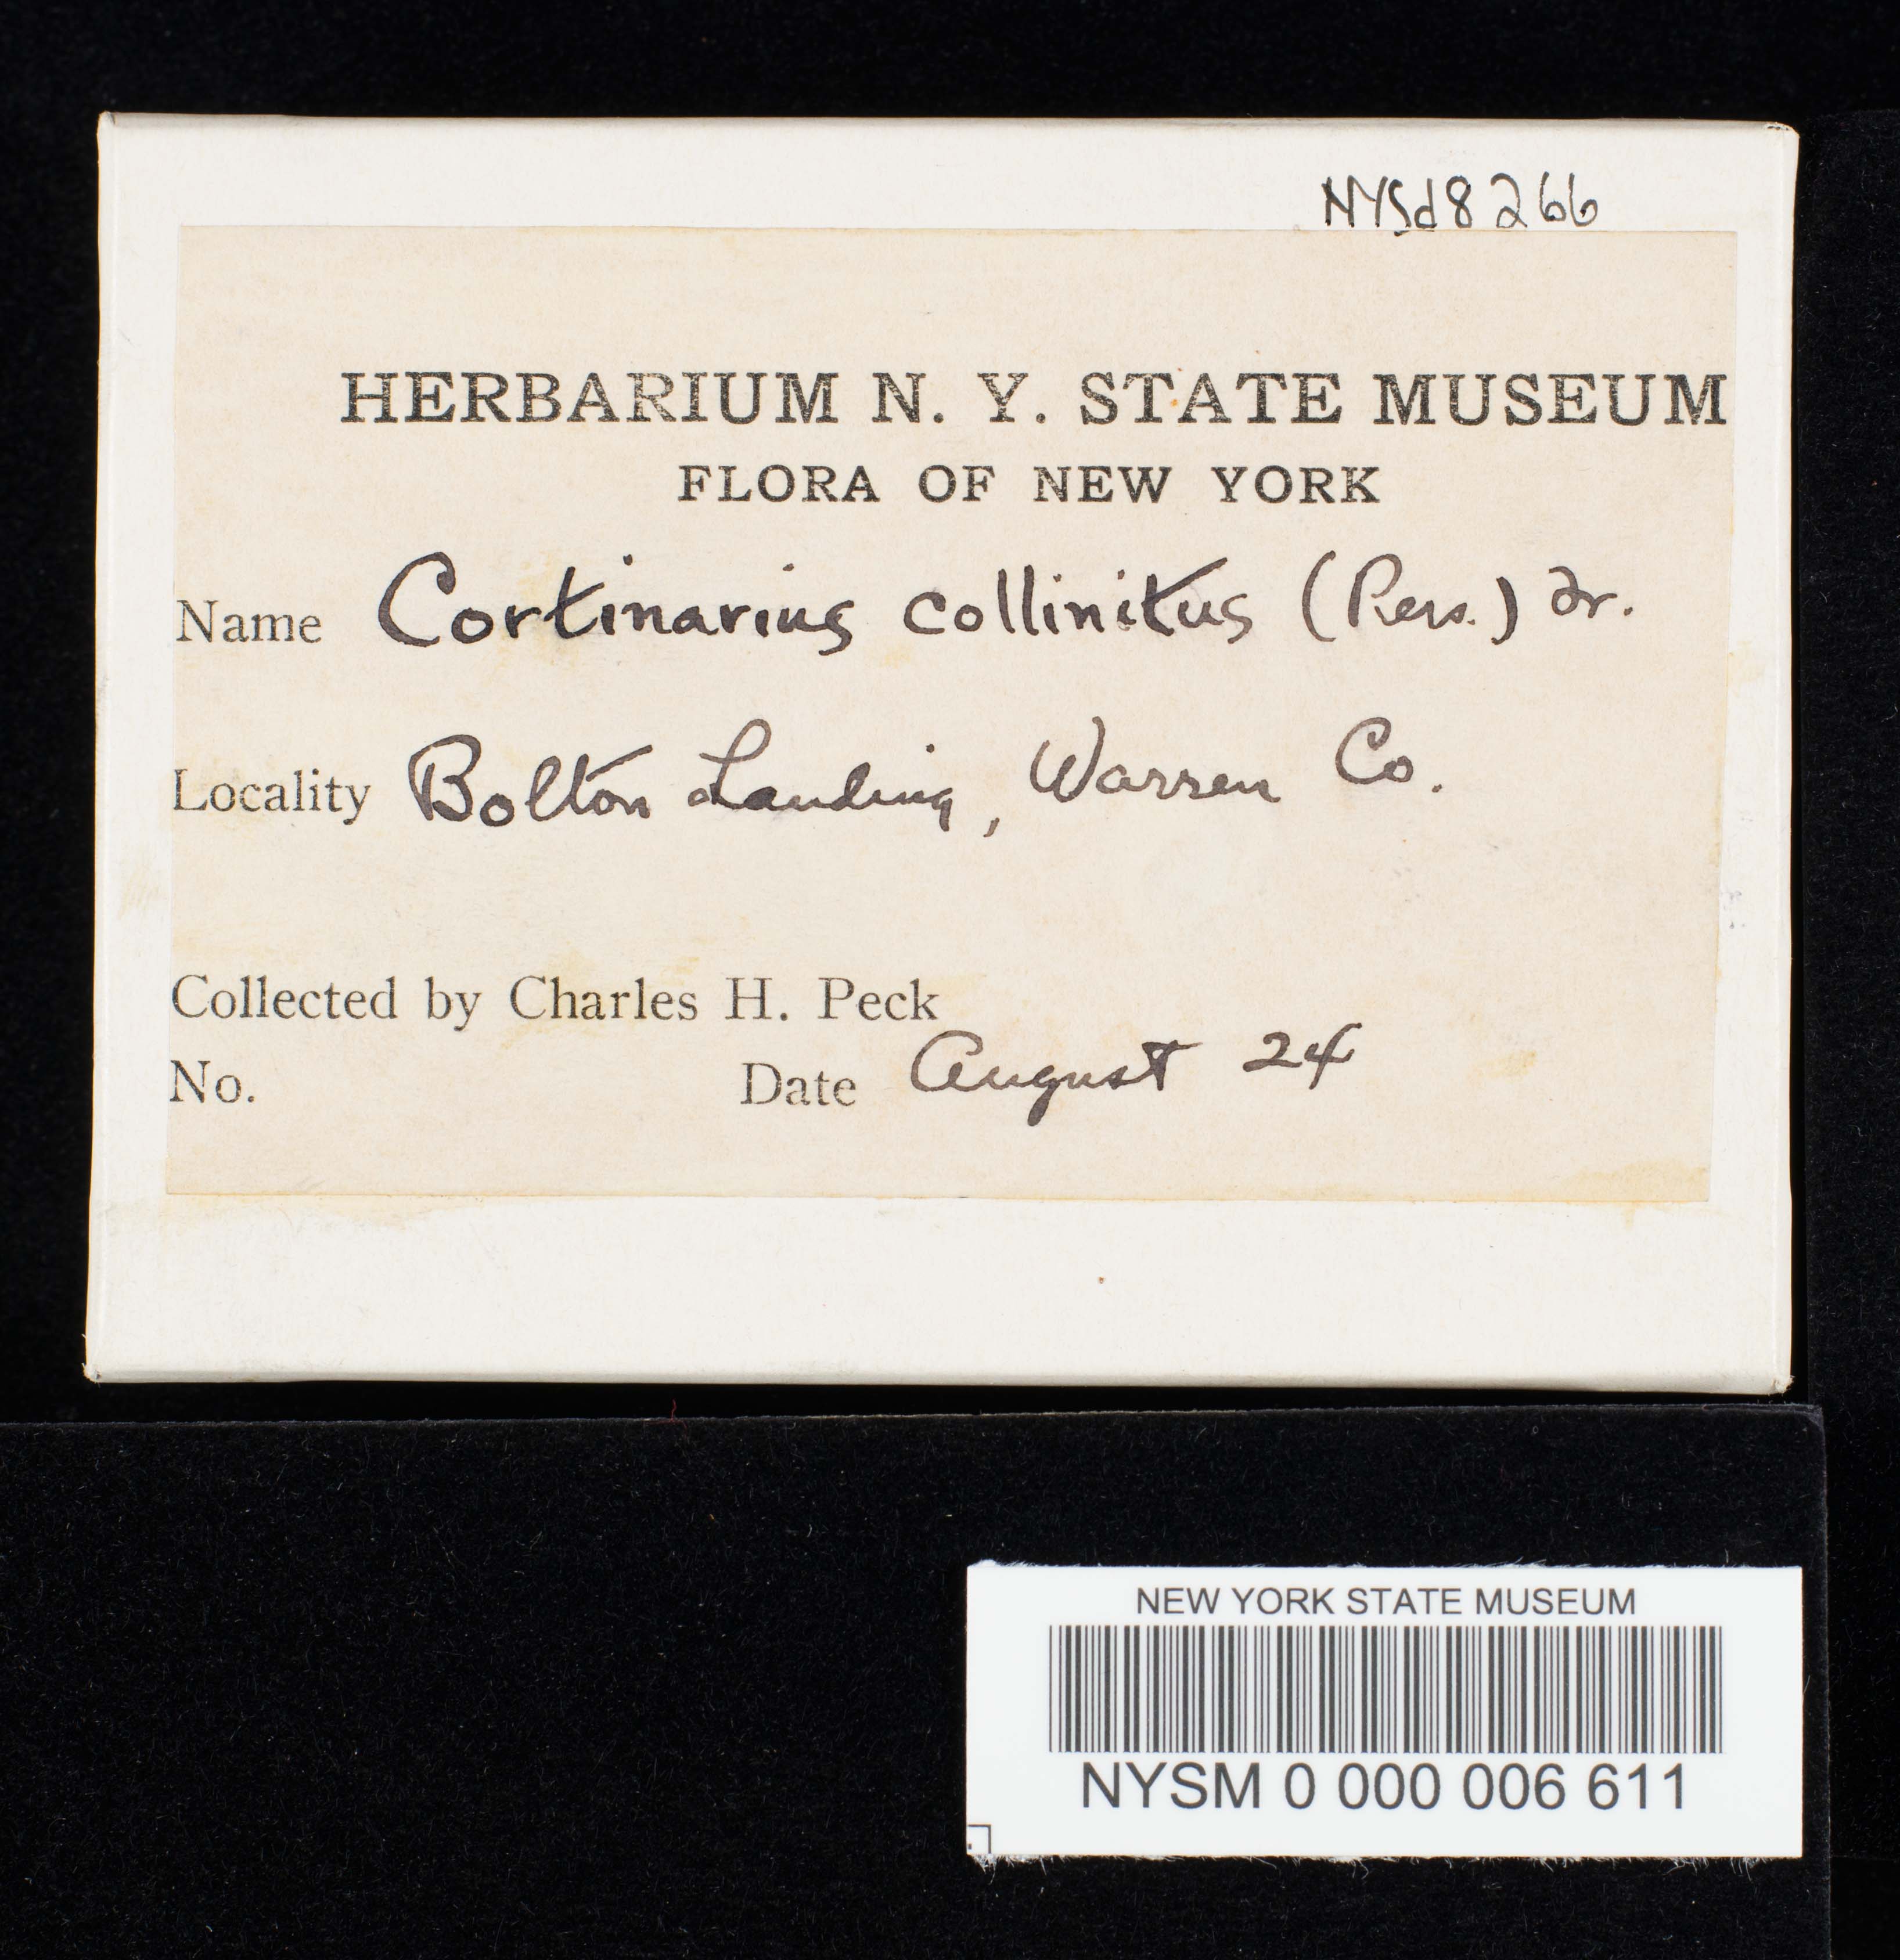 NYSd8266
HERBARIUM N. Y. STATE MUSEUM
FLORA OF NEW YORK
Name Cortinarius collinitus (Pers.) Fr.
Locality Bolton Landing, Warren Co.
Collected by Charles H. Peck
No. Date August 24
NEW YORK STATE MUSEUM
NYSM 0 000 006 611